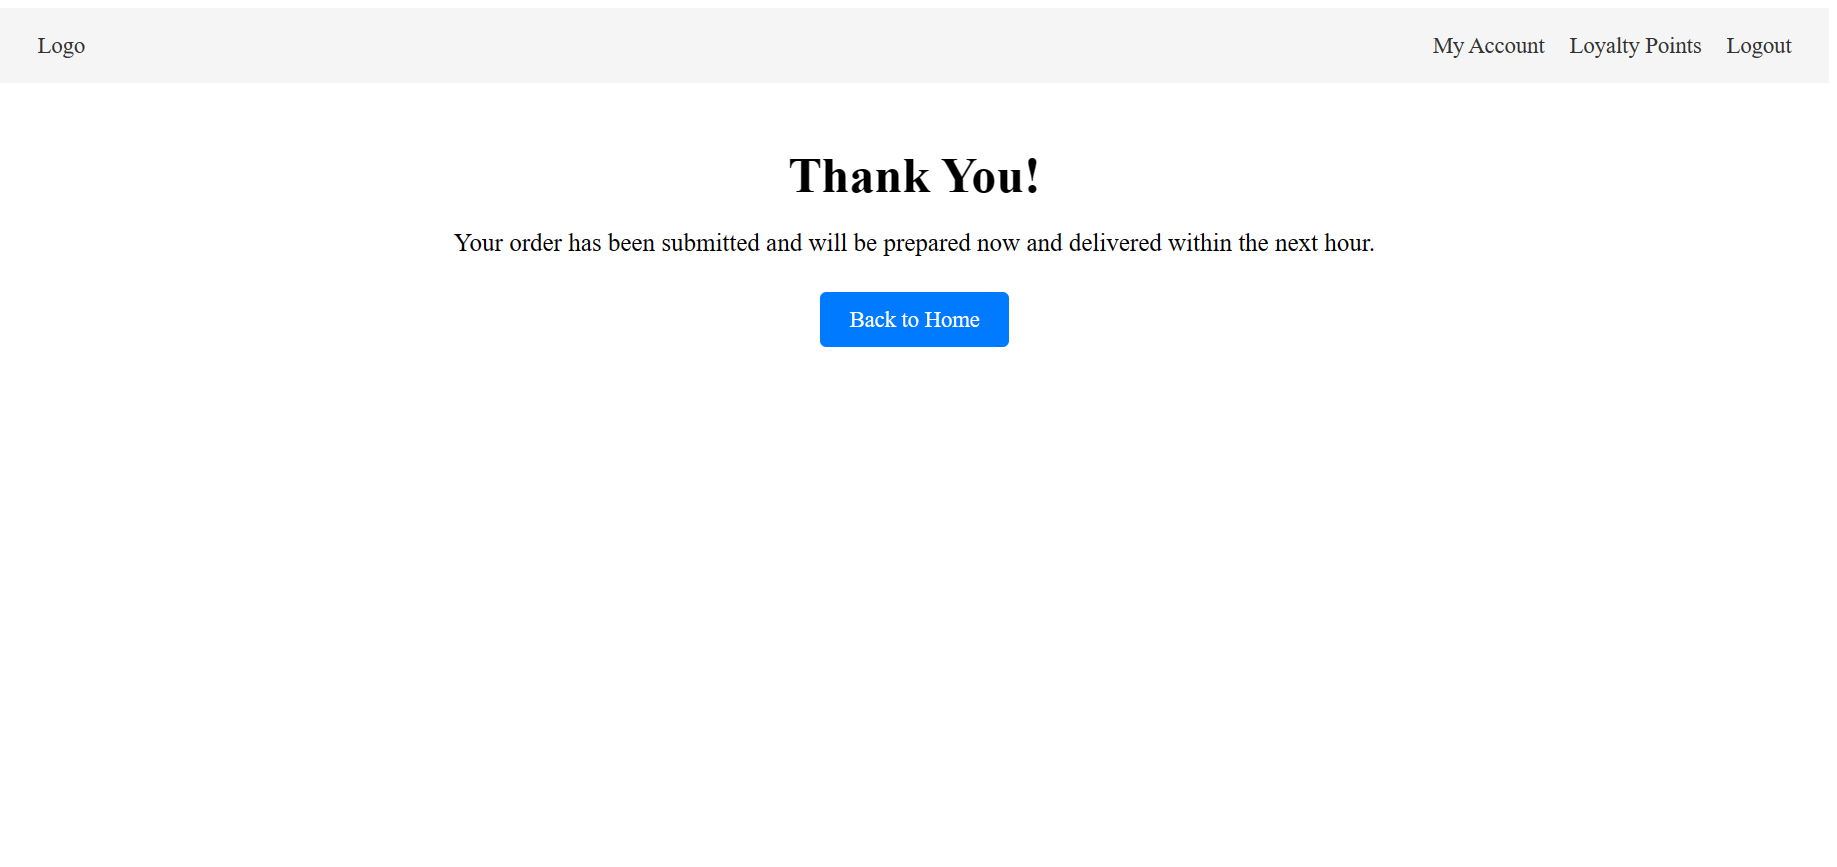 Logo
My Account Loyalty Points Logout
Thank You!
Your order has been submitted and will be prepared now and delivered within the next hour.
Back to Home